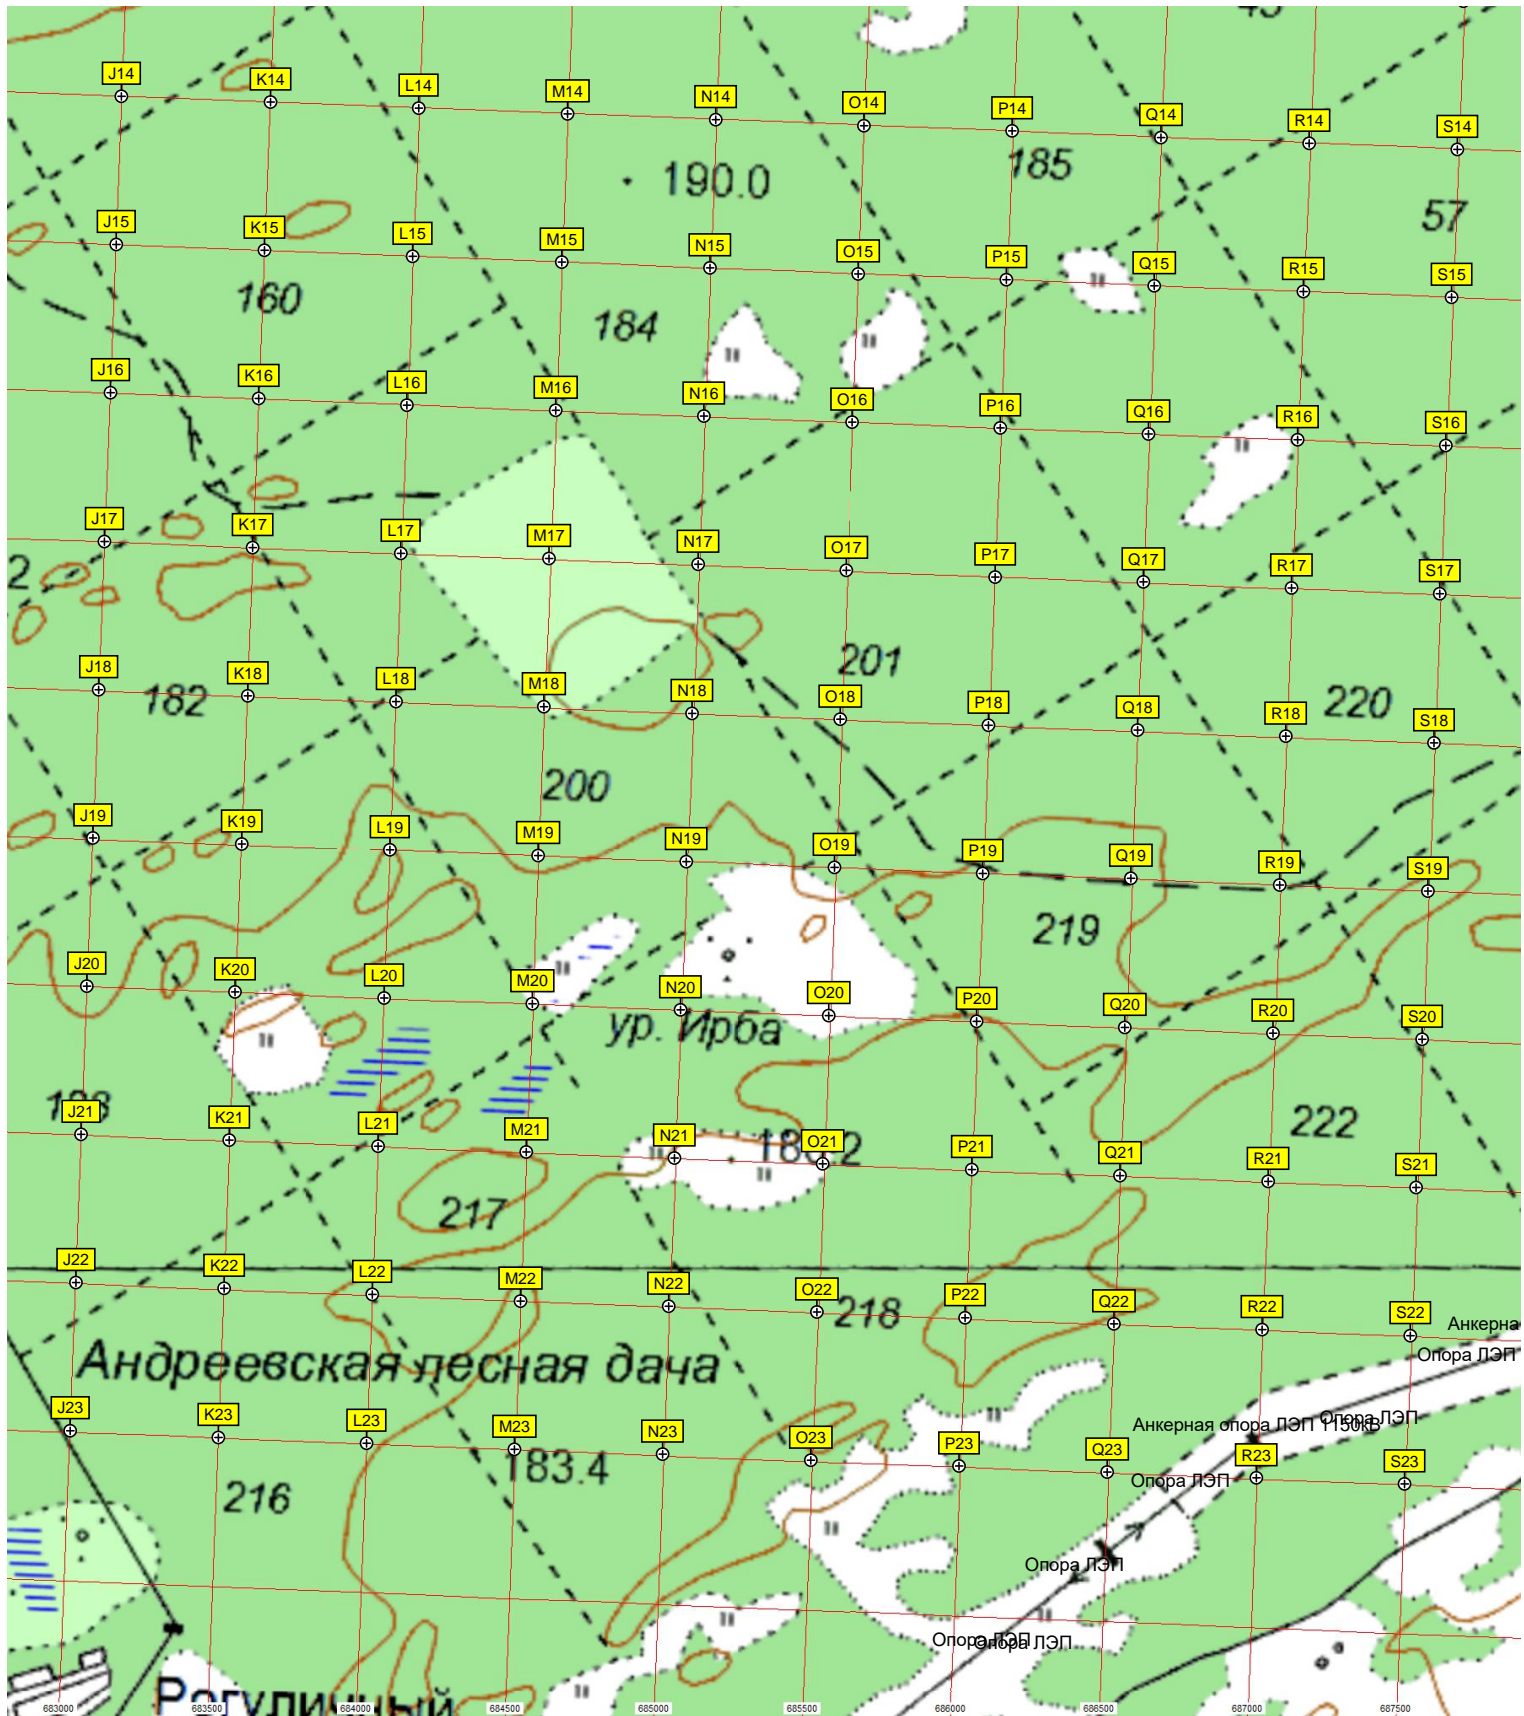 45
J14 K14 L14 M14 N14 O14 P14 Q14 R14 S14
190.0 185
57
J15 K15 L15 M15 N15 O15 P15 Q15 R15 S15
160 184
J16 K16 L16 M16 N16 O16 P16 Q16 R16 S16
J17 K17 L17 M17 N17 O17 P17 Q17 R17 S17
2
201
J18 K18 L18 M18 N18 O18 P18 Q18 R18 S18
182 220
200
J19 K19 L19 M19 N19 O19 P19 Q19 R19 S19
219
J20 K20 L20 M20 N20 O20 P20 Q20 R20 S20
ур. Ирба
222
J21 K21 L21 M21 N21 O21 P21 Q21 R21 S21
217
J22 K22 L22 M22 N22 O22 P22 Q22 R22 S22
218
Анкерна
Опора ЛЭП
Андреевская лесная дача
J23 K23 L23 M23 N23 O23 P23 Q23 R23 S23
Анкерная опора ЛЭП 1150кВ
Опора ЛЭП
183.4
Опора ЛЭП
216
Опора ЛЭП
Опора ЛЭП
Опора ЛЭП
Рогуличный
683000 683500 684000 684500 685000 685500 686000 686500 687000 687500